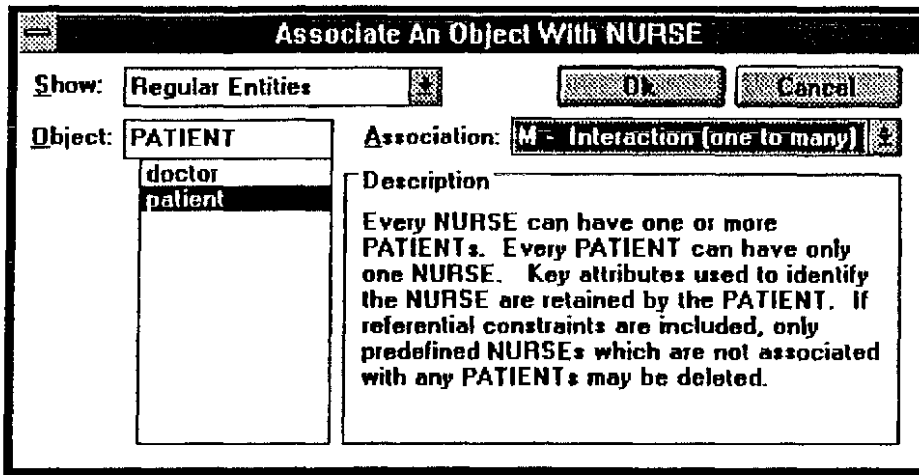 Associate An Object With NURSE
Show: Regular Entities Ok Cancel
Object: PATIENT Association: M - Interaction (one to many)
doctor
patient
Description
Every NURSE can have one or more
PATIENTs. Every PATIENT can have only
one NURSE. Key attributes used to identify
the NURSE are retained by the PATIENT. If
referential constraints are included, only
predefined NURSEs which are not associated
with any PATIENTs may be deleted.